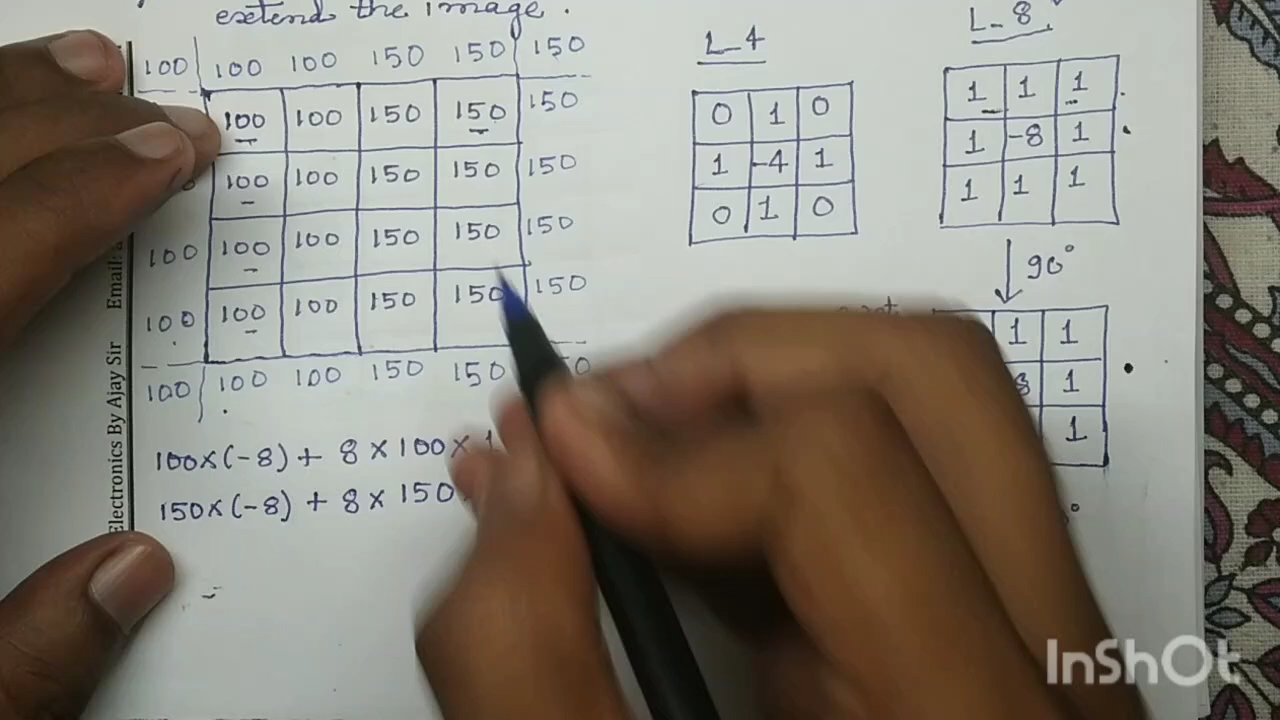 extend the image.
100 100 100 150 150 150
100 100 150 150 150
100 100 150 150 150
100 100 100 150 150 150
100 100 100 150 150 150
100 100 100 150 150
L-4
0 1 0
1 -4 1
0 1 0
L-8
1 1 1
1 -8 1
1 1 1
90°
1 1
8 1
1
100×(-8) + 8 × 100 ×
150×(-8) + 8 × 150
=
Electronics By Ajay Sir Email:
InShOt